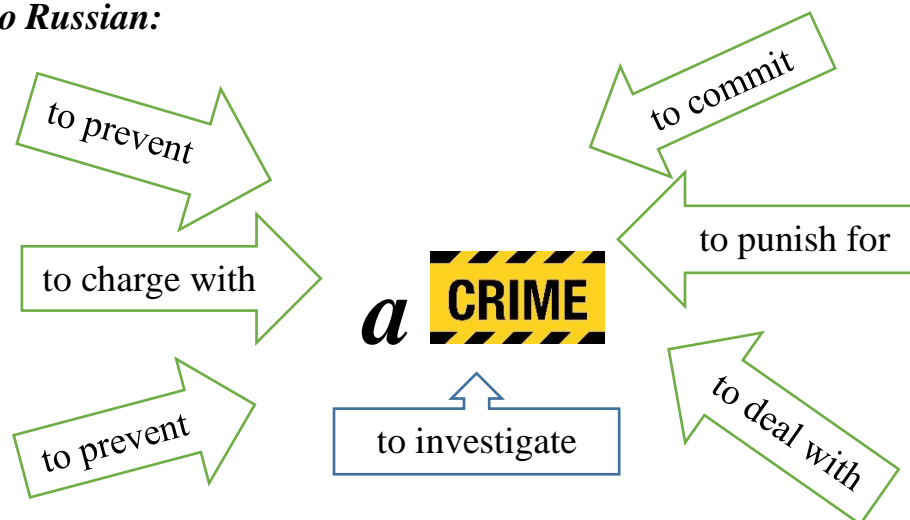 o Russian:
to prevent
to commit
to charge with
to punish for
a CRIME
to prevent
to investigate
to deal with